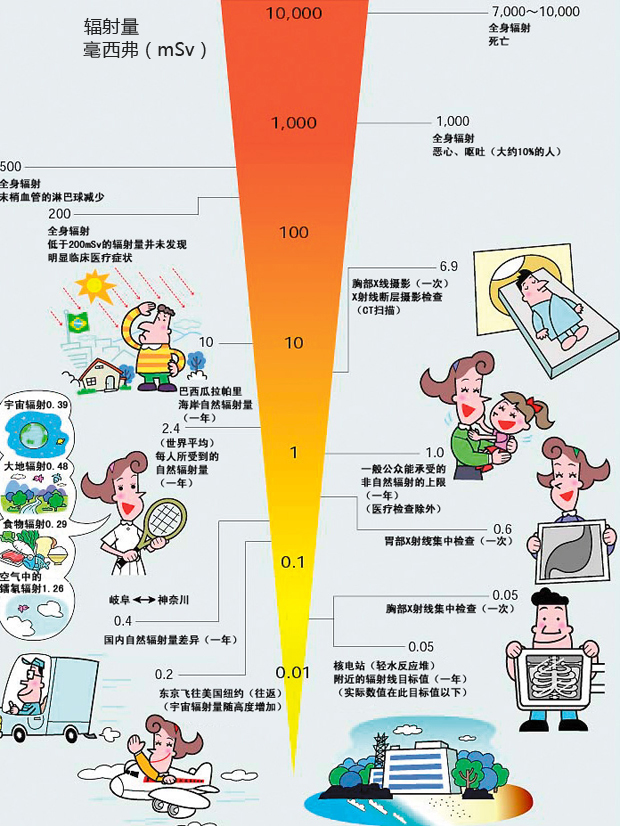 辐射量
毫西弗（mSv）
10,000
7,000～10,000
全身辐射
死亡
1,000
1,000
全身辐射
恶心、呕吐（大约10%的人）
500
全身辐射
末梢血管的淋巴球减少
200
全身辐射
低于200mSv的辐射量并未发现
明显临床医疗症状
100
6.9
胸部X线摄影（一次）
X射线断层摄影检查
（CT扫描）
10
10
巴西瓜拉帕里
海岸自然辐射量
（一年）
宇宙辐射0.39
大地辐射0.48
食物辐射0.29
空气中的
镭氡辐射1.26
2.4
（世界平均）
每人所受到的
自然辐射量
（一年）
1
1.0
一般公众能承受的
非自然辐射的上限
（一年）
（医疗检查除外）
0.6
胃部X射线集中检查（一次）
0.1
岐阜
神奈川
0.4
国内自然辐射量差异（一年）
0.05
胸部X射线集中检查（一次）
0.05
核电站（轻水反应堆）
附近的辐射线目标值（一年）
（实际数值在此目标值以下）
0.2
东京飞往美国纽约（往返）
（宇宙辐射量随高度增加）
0.01